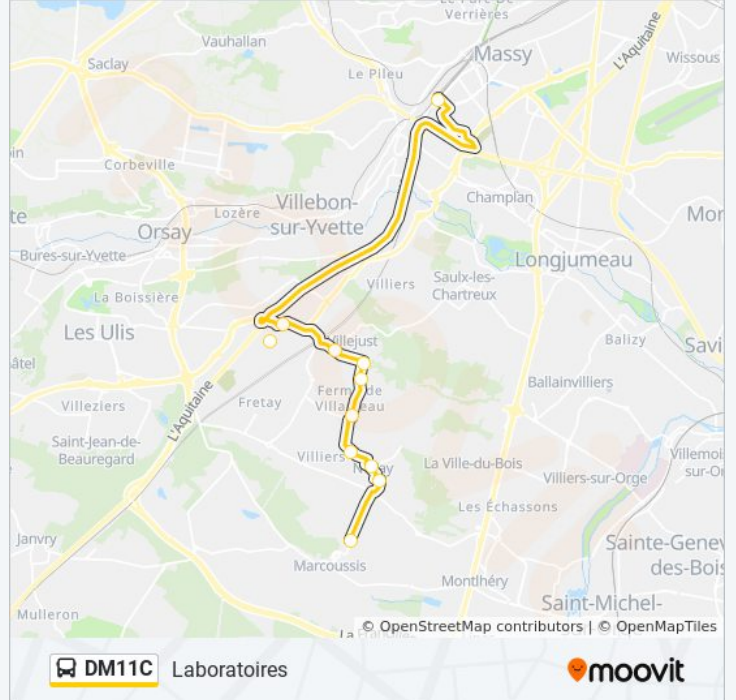 Le Parc De
Verrières
Vauhallan
Massy
L'Aquitaine
Wissous
Saclay
Le Pileu
Corbeville
Champlan
Villebon-
sur-Yvette
Lozère
Orsay
Mor
Bures-sur-Yvette
Longjumeau
Villiers
Saulx-les-
Chartreux
La Boissière
Les Ulis
Villejust
Balizy
Savi
Ballainvilliers
L'Aquitaine
Villeziers
Fretay
Saint-Jean-de-
Beauregard
Villiers
La Ville-du-Bois
Villemoi
sur-Or
Villiers-sur-Orge
Les Échassons
Janvry
Sainte-Genev
des-Bois
Marcoussis
Montlhéry
Mulleron
Saint-Michel-
© OpenStreetMap contributors | © OpenMapTiles
DM11C Laboratoires
moovit